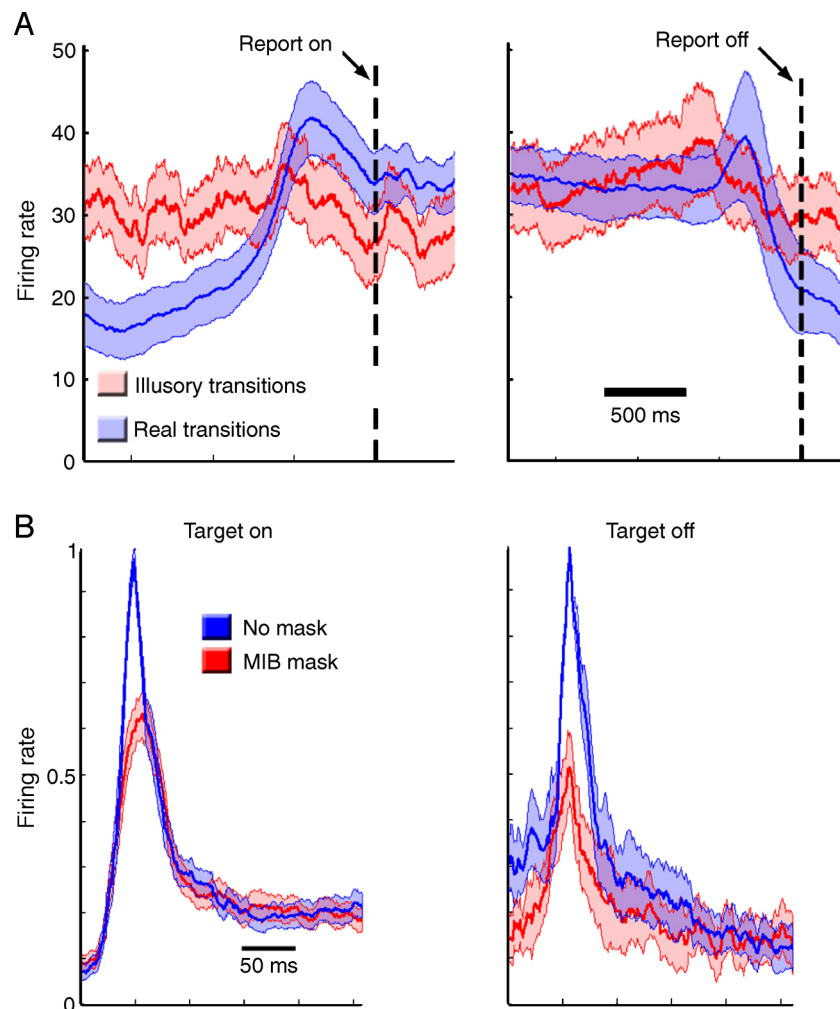 A
Report on
Report off
50
40
30
20
10
0
Firing rate
Illusory transitions
Real transitions
500 ms
B
Target on
Target off
1
0.5
0
Firing rate
No mask
MIB mask
50 ms